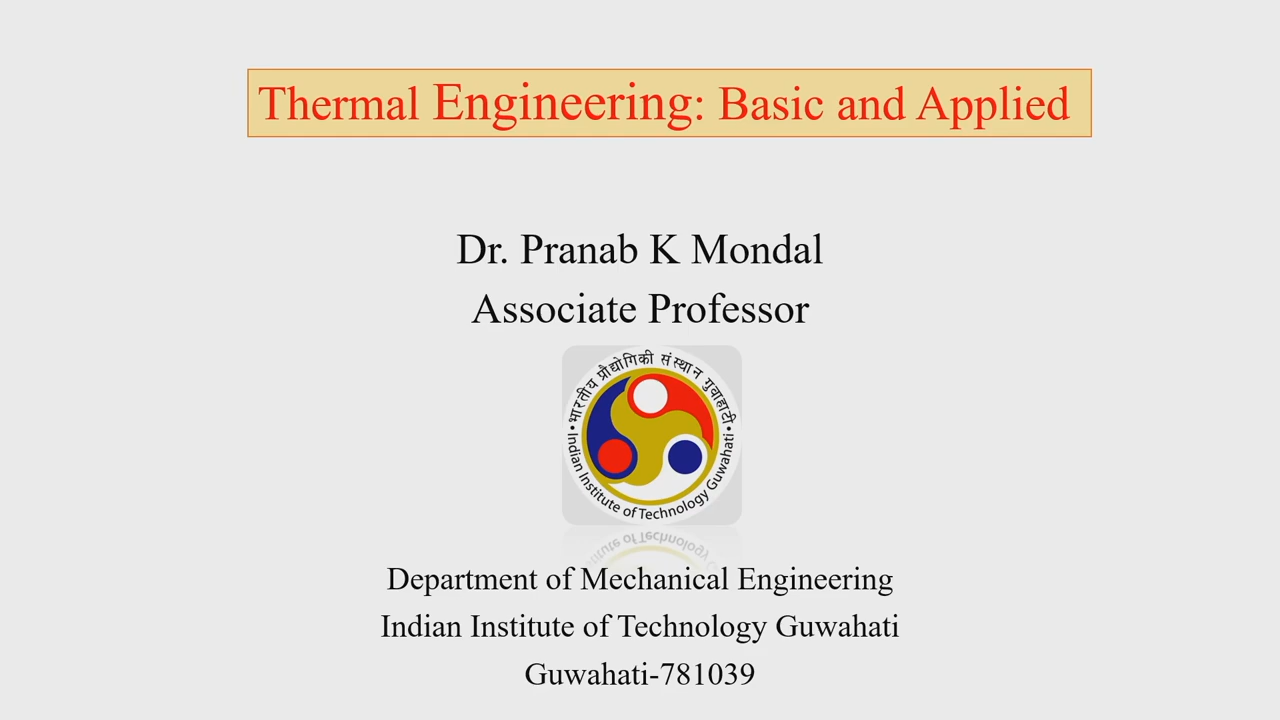 Thermal Engineering: Basic and Applied
Dr. Pranab K Mondal
Associate Professor
भारतीय प्रौद्योगिकी संस्थान गुवाहाटी
Indian Institute of Technology Guwahati
Department of Mechanical Engineering
Indian Institute of Technology Guwahati
Guwahati-781039